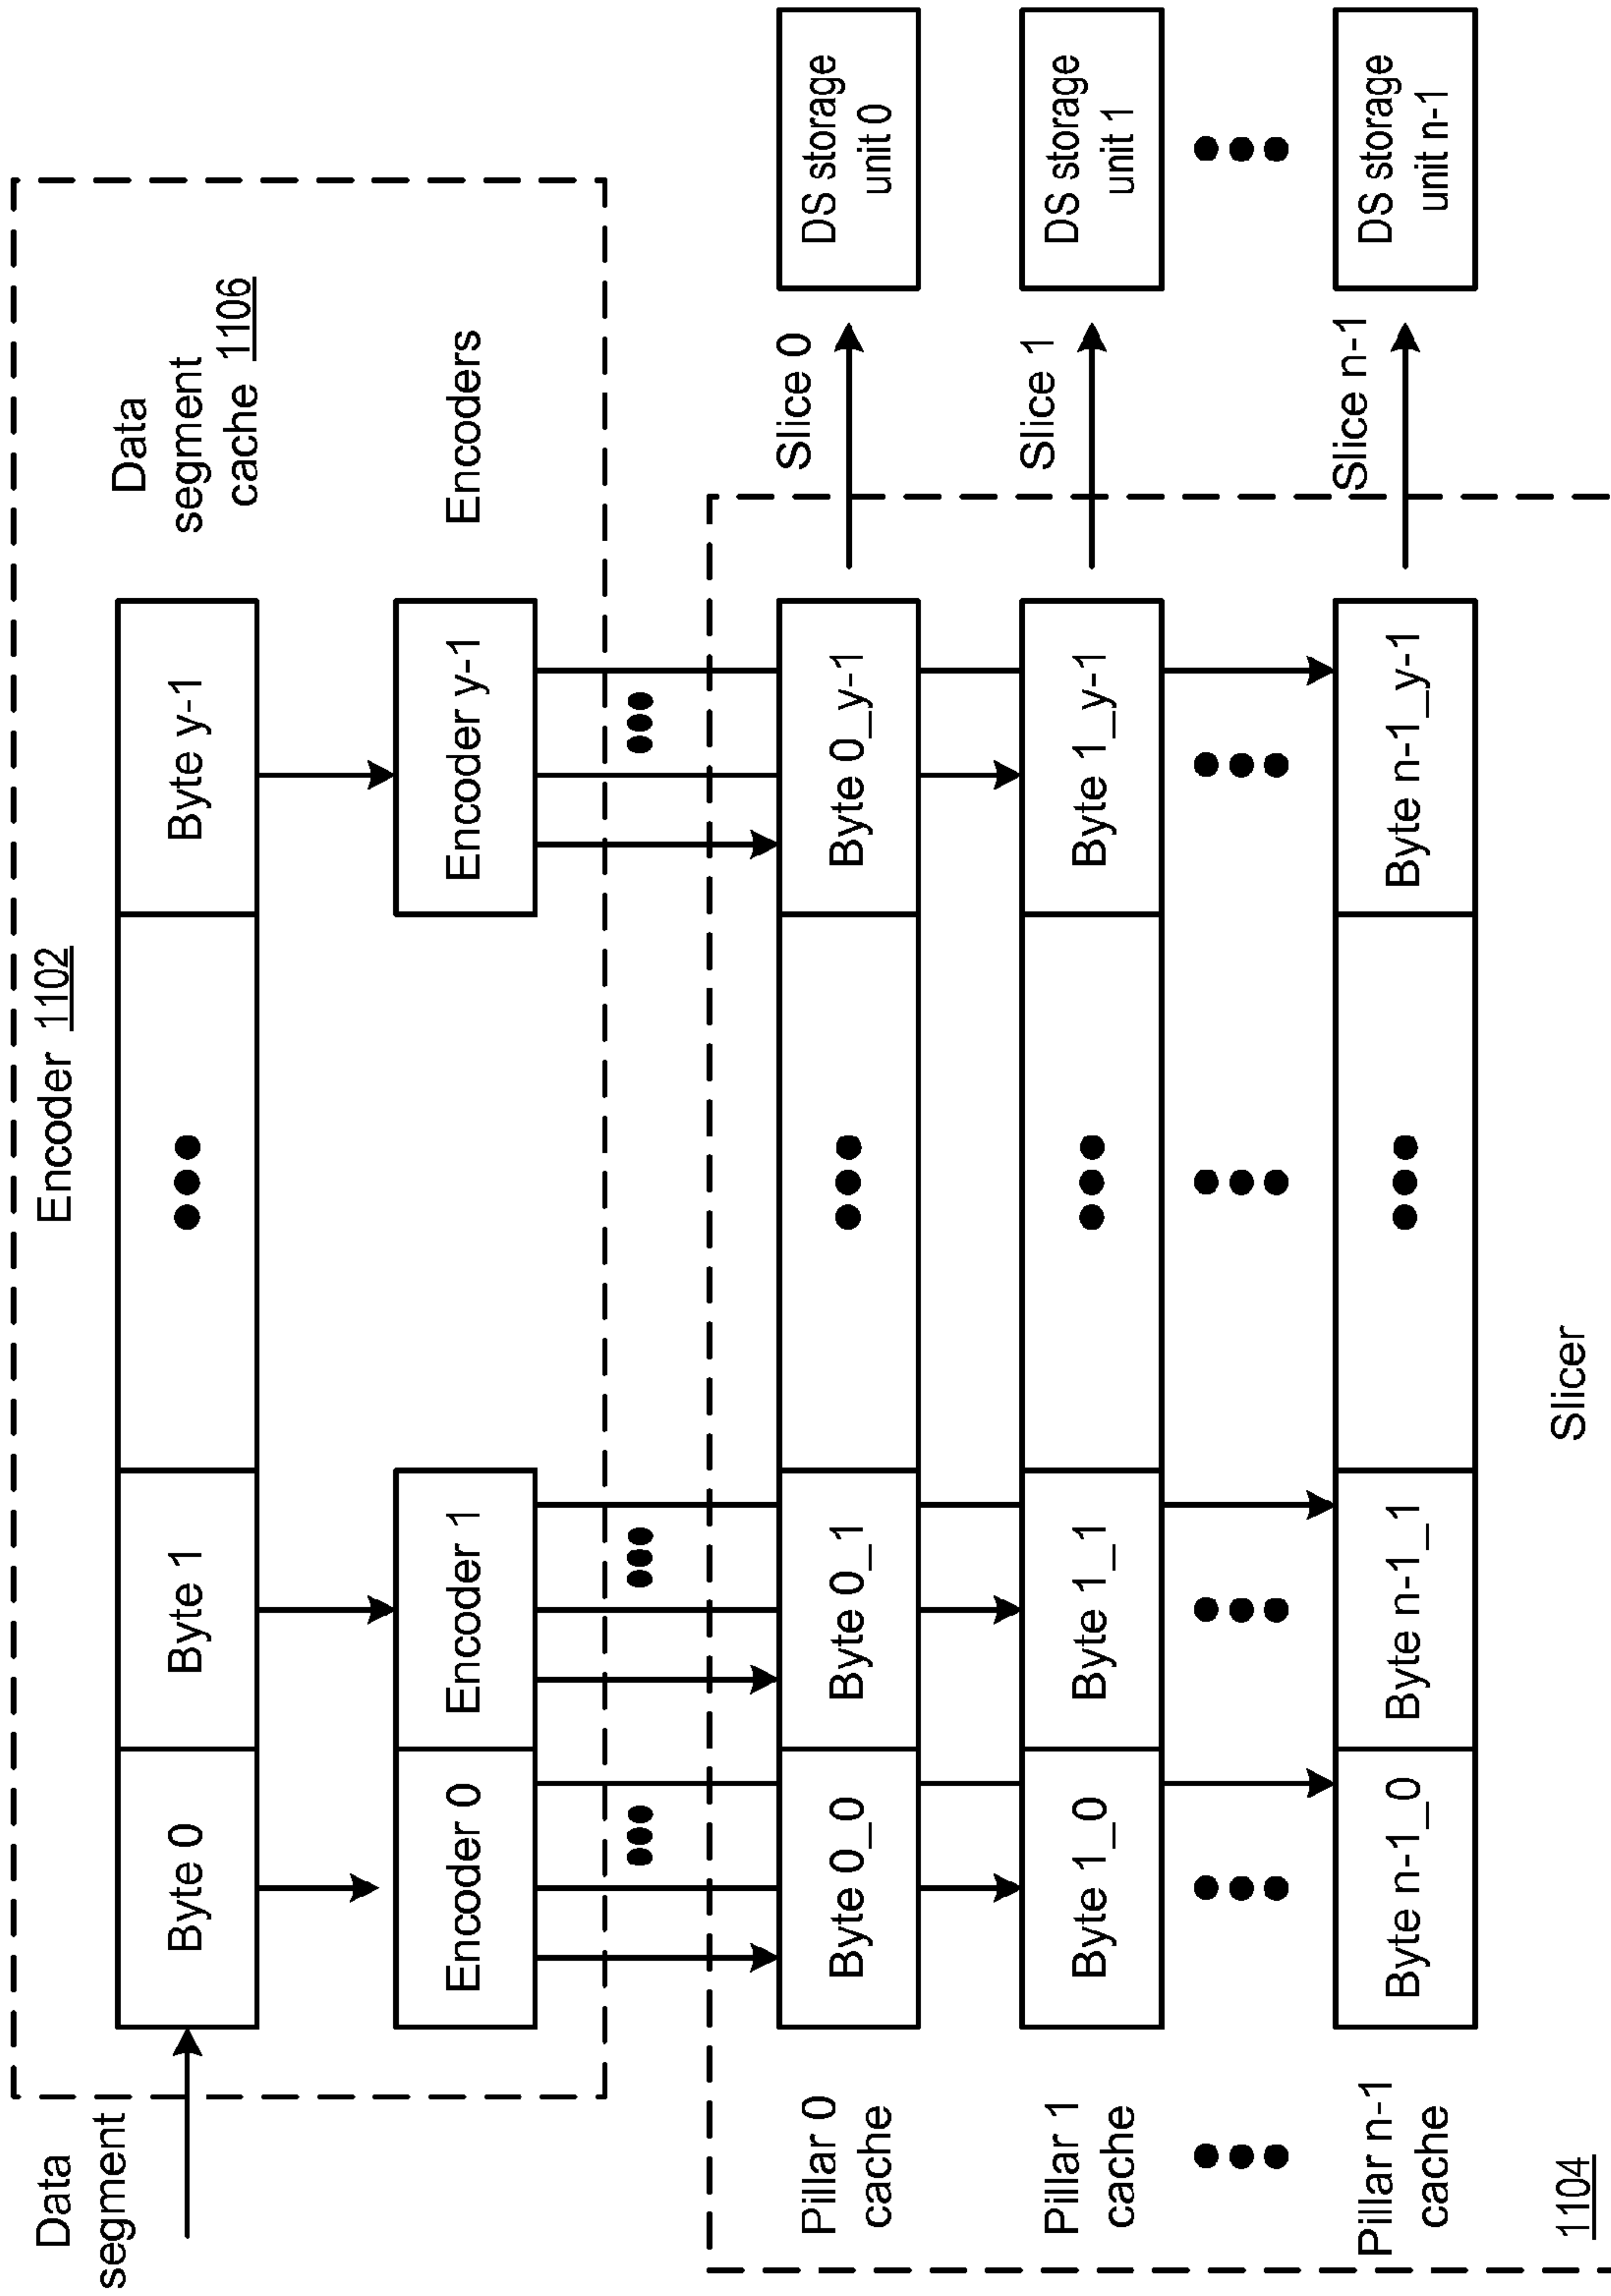 Encoder 1102
Data
segment
Byte 0
Byte 1
Byte y-1
Data
segment
cache 1106
Encoder 0
Encoder 1
Encoder y-1
Encoders
Pillar 0
cache
Byte 0_0
Byte 0_1
Byte 0_y-1
Slice 0
DS storage
unit 0
Pillar 1
cache
Byte 1_0
Byte 1_1
Byte 1_y-1
Slice 1
DS storage
unit 1
Pillar n-1
cache
Byte n-1_0
Byte n-1_1
Byte n-1_y-1
Slice n-1
DS storage
unit n-1
1104
Slicer